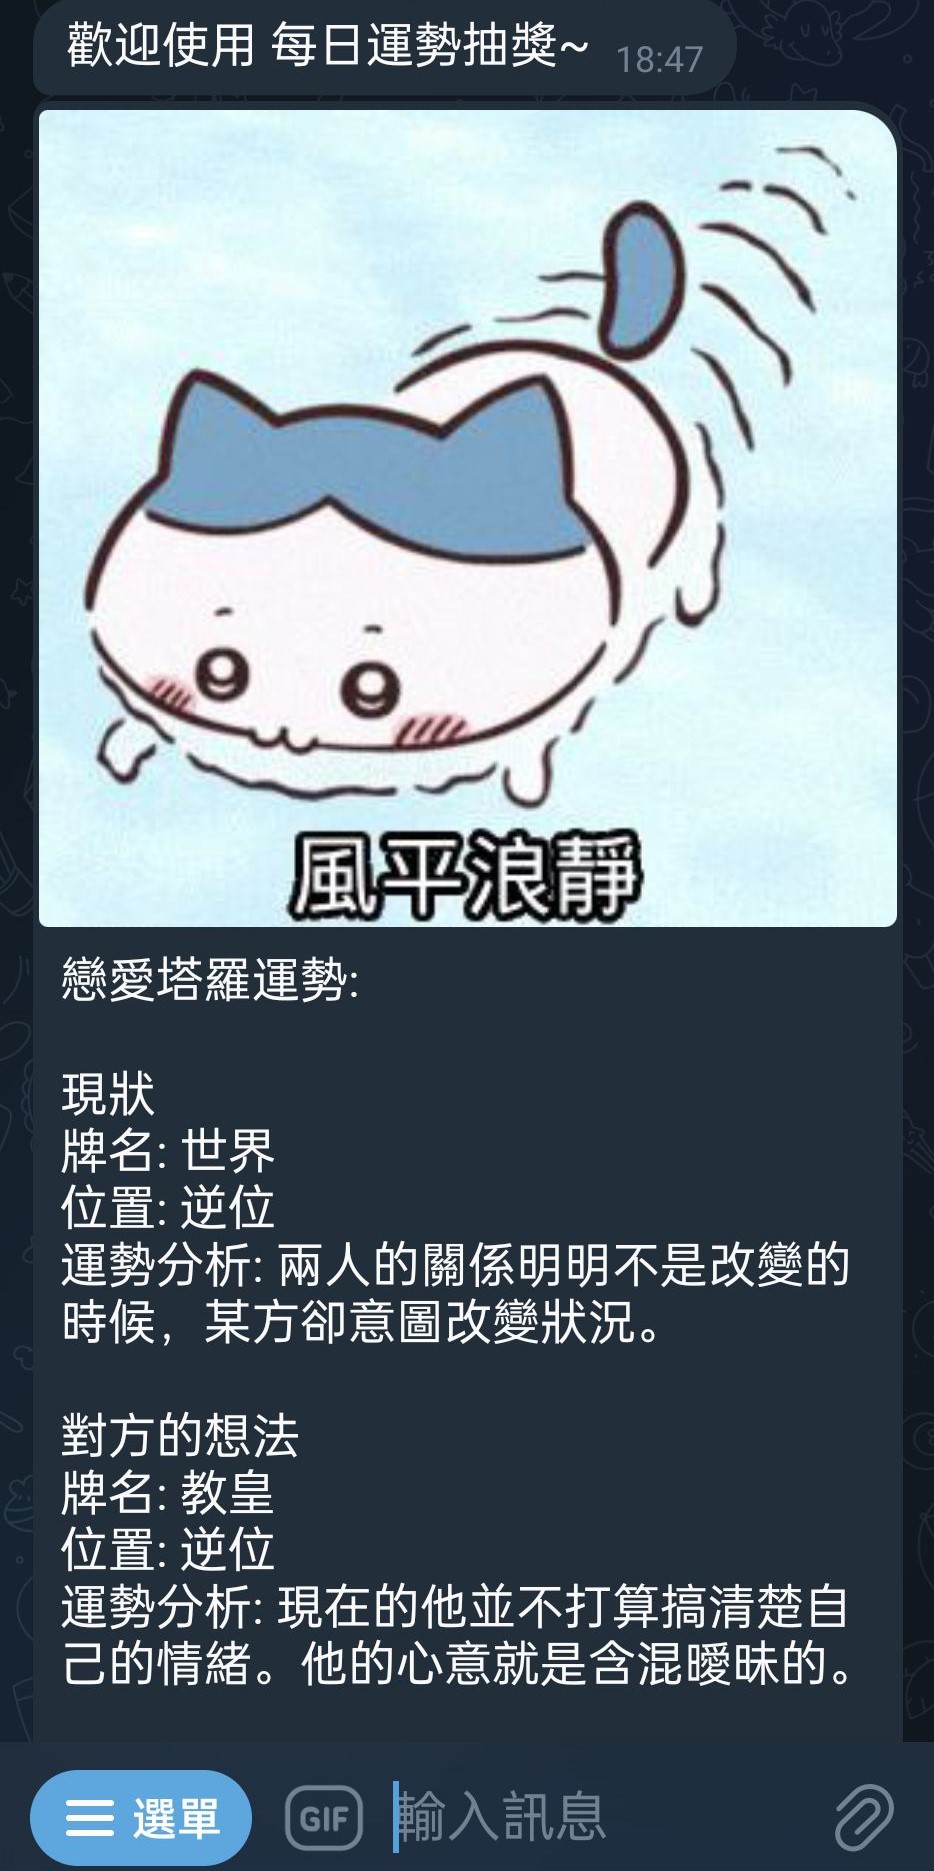 歡迎使用 每日運勢抽獎~ 18:47
風平浪靜
戀愛塔羅運勢:
現狀
牌名: 世界
位置: 逆位
運勢分析: 兩人的關係明明不是改變的
時候，某方卻意圖改變狀況。
對方的想法
牌名: 教皇
位置: 逆位
運勢分析: 現在的他並不打算搞清楚自
己的情緒。他的心意就是含混曖昧的。
選單 GIF 輸入訊息